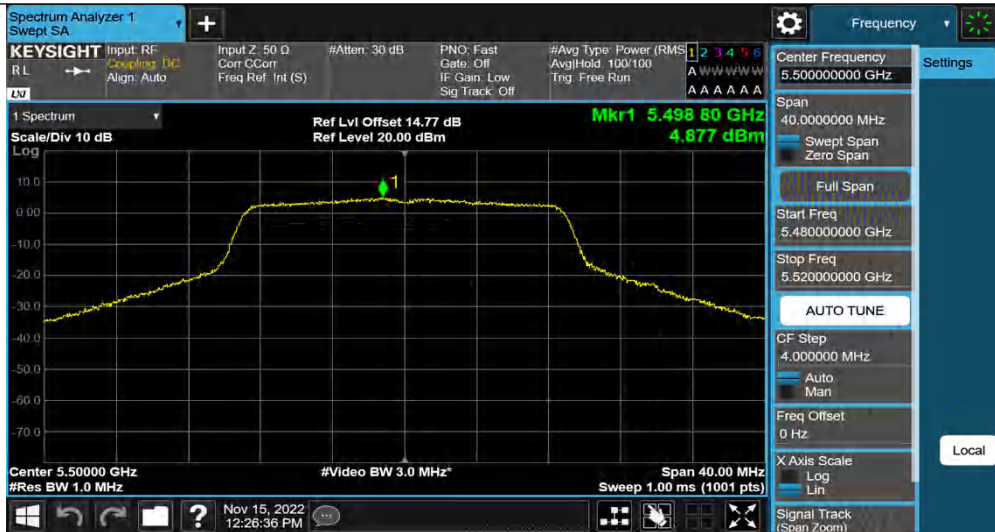 Spectrum Analyzer 1
Swept SA
+
Frequency
KEYSIGHT
RL
LXI
Input: RF
Coupling: DC
Align: Auto
Input Z: 50 Ω
Corr CCorr
Freq Ref: Int (S)
#Atten: 30 dB
PNO: Fast
Gate: Off
IF Gain: Low
Sig Track: Off
#Avg Type: Power (RMS
Avg|Hold: 100/100
Trig: Free Run
1 2 3 4 5 6
A W W W W W
A A A A A A
1 Spectrum
Scale/Div 10 dB
Log
Ref Lvl Offset 14.77 dB
Ref Level 20.00 dBm
Mkr1 5.498 80 GHz
4.877 dBm
1
10.0
0.00
-10.0
-20.0
-30.0
-40.0
-50.0
-60.0
-70.0
Center 5.50000 GHz
#Res BW 1.0 MHz
#Video BW 3.0 MHz*
Span 40.00 MHz
Sweep 1.00 ms (1001 pts)
Center Frequency
5.500000000 GHz
Span
40.0000000 MHz
Swept Span
Zero Span
Full Span
Start Freq
5.480000000 GHz
Stop Freq
5.520000000 GHz
AUTO TUNE
CF Step
4.000000 MHz
Auto
Man
Freq Offset
0 Hz
X Axis Scale
Log
Lin
Signal Track
(Span Zoom)
Settings
Local
?
Nov 15, 2022
12:26:36 PM